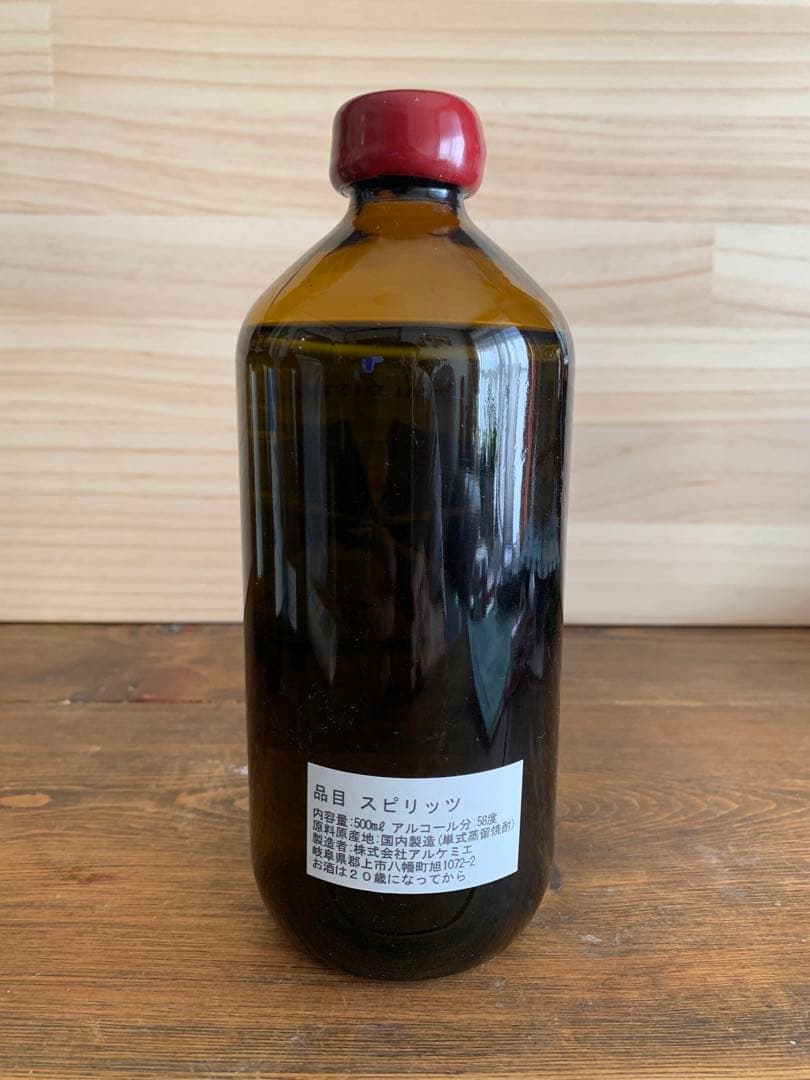 品目 スピリッツ
内容量:500㎖ アルコール分:58度
原料原産地:国内製造(単式蒸留焼酎)
製造者:株式会社アルケミエ
岐阜県郡上市八幡町旭1072-2
お酒は20歳になってから